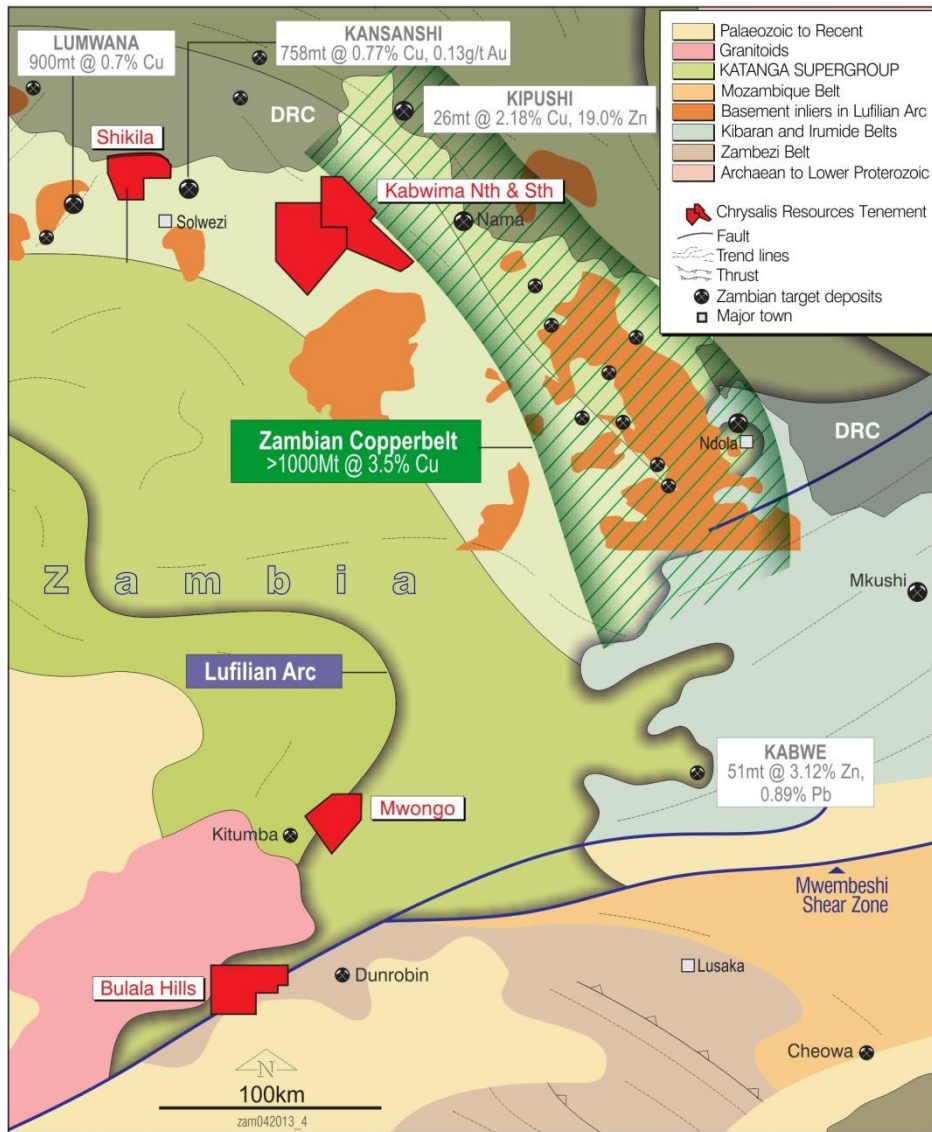 LUMWANA
900mt @ 0.7% Cu
KANSANSHI
758mt @ 0.77% Cu, 0.13g/t Au
DRC
KIPUSHI
26mt @ 2.18% Cu, 19.0% Zn
Palaeozoic to Recent
Granitoids
KATANGA SUPERGROUP
Mozambique Belt
Basement inliers in Lufilian Arc
Kibaran and Irumide Belts
Zambezi Belt
Archaean to Lower Proterozoic
Chrysalis Resources Tenement
Fault
Trend lines
Thrust
Zambian target deposits
Major town
Shikila
Solwezi
Kabwima Nth & Sth
Nama
Zambian Copperbelt
>1000Mt @ 3.5% Cu
Ndola
DRC
Zambia
Mkushi
Lufilian Arc
KABWE
51mt @ 3.12% Zn,
0.89% Pb
Mwongo
Kitumba
Mwembeshi
Shear Zone
Bulala Hills
Dunrobin
Lusaka
Cheowa
N
100km
zam042013_4